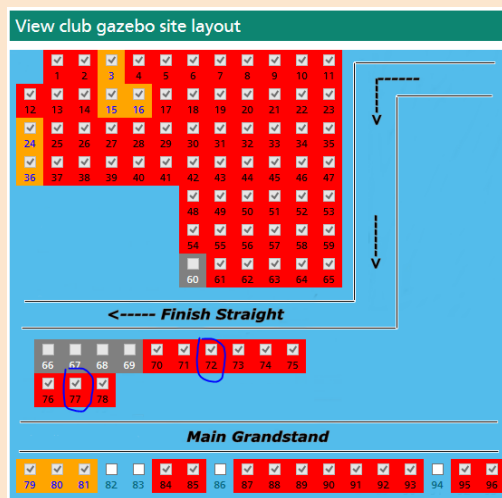 View club gazebo site layout
1 2 3 4 5 6 7 8 9 10 11
12 13 14 15 16 17 18 19 20 21 22 23
24 25 26 27 28 29 30 31 32 33 34 35
36 37 38 39 40 41 42 43 44 45 46 47
48 49 50 51 52 53
54 55 56 57 58 59
60 61 62 63 64 65
<----- Finish Straight
66 67 68 69 70 71 72 73 74 75
76 77 78
Main Grandstand
79 80 81 82 83 84 85 86 87 88 89 90 91 92 93 94 95 96